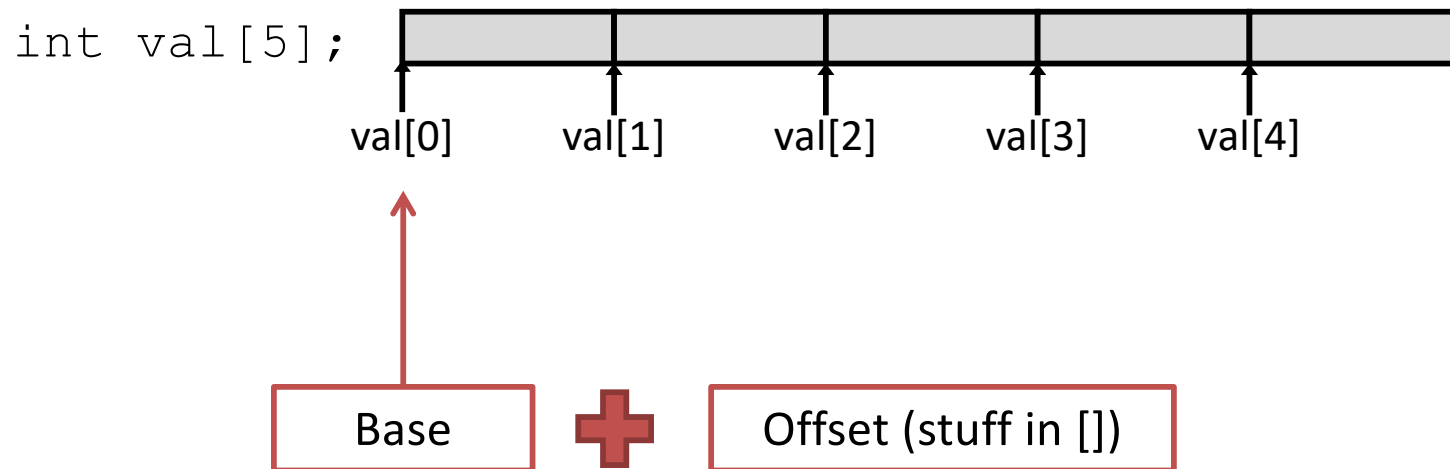 int val[5];
val[0] val[1] val[2] val[3] val[4]
Base Offset (stuff in [])